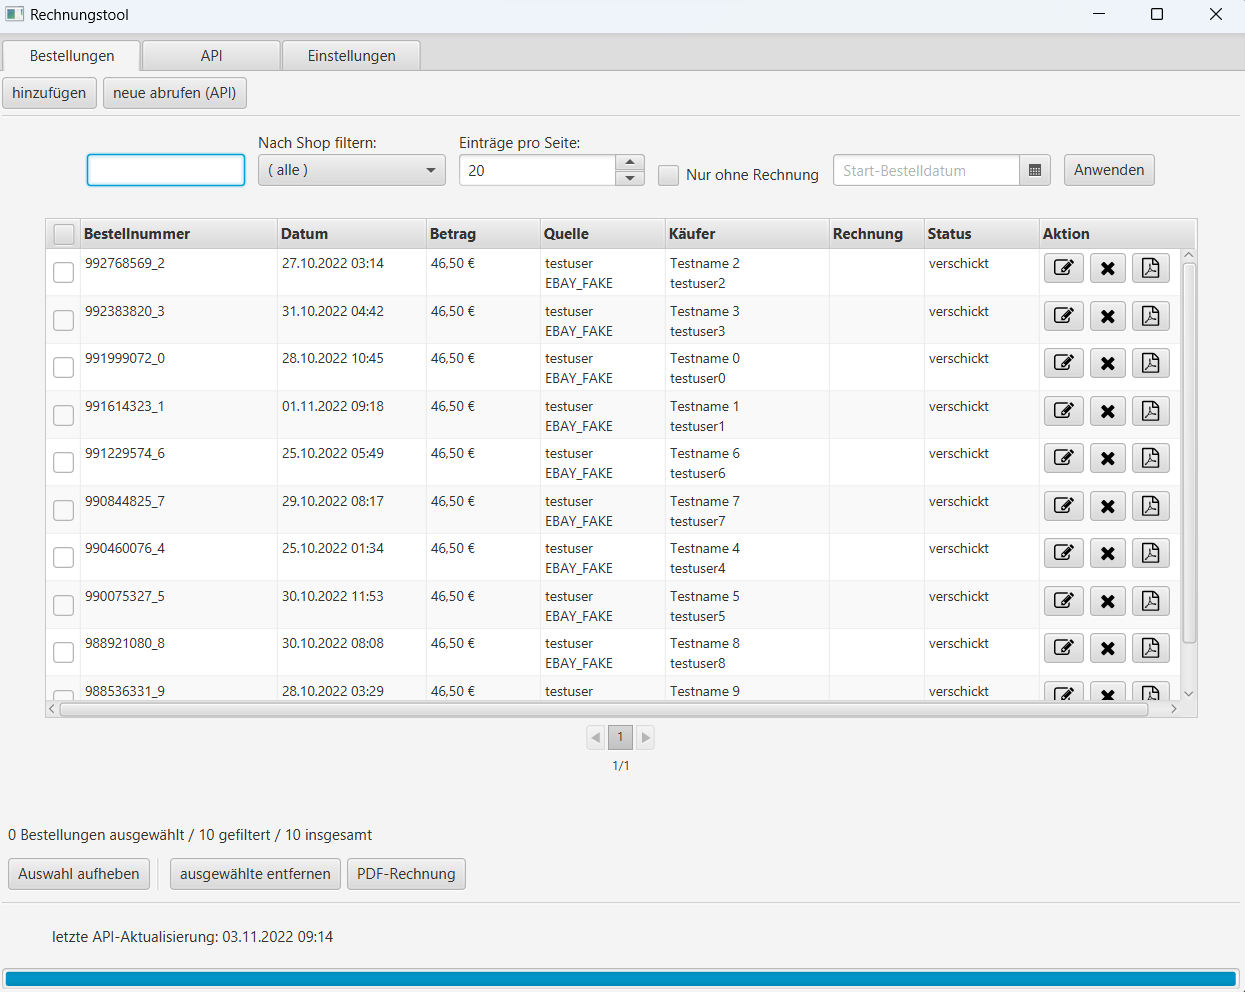 Rechnungstool
Bestellungen API Einstellungen
hinzufügen neue abrufen (API)
Nach Shop filtern: Einträge pro Seite:
( alle ) 20 Nur ohne Rechnung Start-Bestelldatum Anwenden
Bestellnummer Datum Betrag Quelle Käufer Rechnung Status Aktion
992768569_2 27.10.2022 03:14 46,50 € testuser Testname 2 verschickt
EBAY_FAKE testuser2
992383820_3 31.10.2022 04:42 46,50 € testuser Testname 3 verschickt
EBAY_FAKE testuser3
991999072_0 28.10.2022 10:45 46,50 € testuser Testname 0 verschickt
EBAY_FAKE testuser0
991614323_1 01.11.2022 09:18 46,50 € testuser Testname 1 verschickt
EBAY_FAKE testuser1
991229574_6 25.10.2022 05:49 46,50 € testuser Testname 6 verschickt
EBAY_FAKE testuser6
990844825_7 29.10.2022 08:17 46,50 € testuser Testname 7 verschickt
EBAY_FAKE testuser7
990460076_4 25.10.2022 01:34 46,50 € testuser Testname 4 verschickt
EBAY_FAKE testuser4
990075327_5 30.10.2022 11:53 46,50 € testuser Testname 5 verschickt
EBAY_FAKE testuser5
988921080_8 30.10.2022 08:08 46,50 € testuser Testname 8 verschickt
EBAY_FAKE testuser8
988536331_9 28.10.2022 03:29 46,50 € testuser Testname 9 verschickt
1
1/1
0 Bestellungen ausgewählt / 10 gefiltert / 10 insgesamt
Auswahl aufheben ausgewählte entfernen PDF-Rechnung
letzte API-Aktualisierung: 03.11.2022 09:14